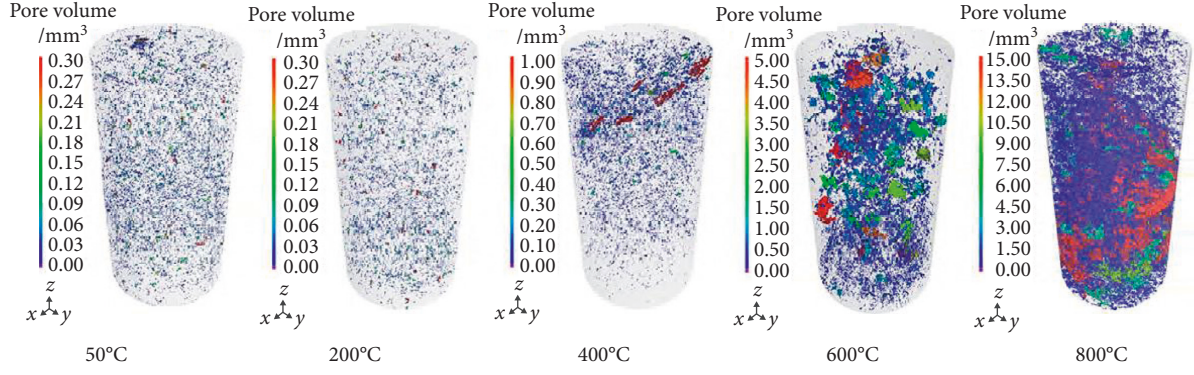 Pore volume
/mm³
0.30
0.27
0.24
0.21
0.18
0.15
0.12
0.09
0.06
0.03
0.00
z
x y
50°C
Pore volume
/mm³
0.30
0.27
0.24
0.21
0.18
0.15
0.12
0.09
0.06
0.03
0.00
z
x y
200°C
Pore volume
/mm³
1.00
0.90
0.80
0.70
0.60
0.50
0.40
0.30
0.20
0.10
0.00
z
x y
400°C
Pore volume
/mm³
5.00
4.50
4.00
3.50
3.00
2.50
2.00
1.50
1.00
0.50
0.00
z
x y
600°C
Pore volume
/mm³
15.00
13.50
12.00
10.50
9.00
7.50
6.00
4.50
3.00
1.50
0.00
z
x y
800°C